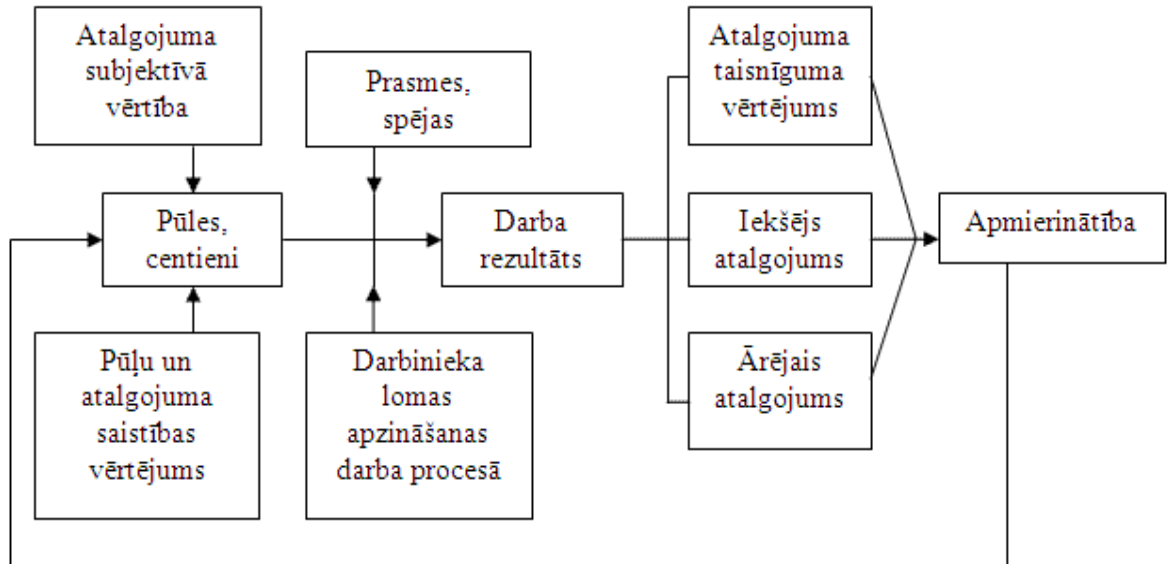 Atalgojuma
subjektīvā
vērtība
Prasmes,
spējas
Atalgojuma
taisnīguma
vērtējums
Pūles,
centieni
Darba
rezultāts
Iekšējs
atalgojums
Apmierinātība
Pūļu un
atalgojuma
saistības
vērtējums
Darbinieka
lomas
apzināšanas
darba procesā
Ārējais
atalgojums